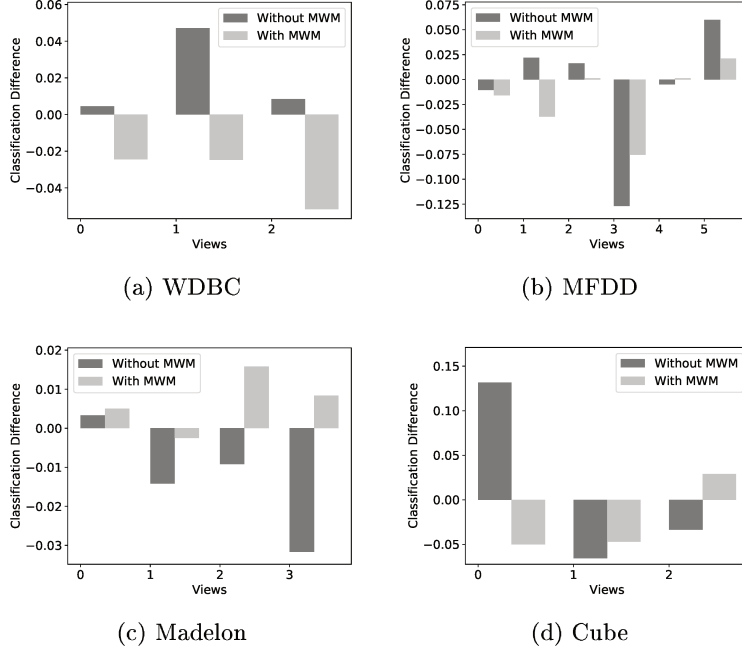 0.06
0.04
0.02
0.00
−0.02
−0.04
Classification Difference
Without MWM
With MWM
0 1 2
Views
(a) WDBC
0.075
0.050
0.025
0.000
−0.025
−0.050
−0.075
−0.100
−0.125
Classification Difference
Without MWM
With MWM
0 1 2 3 4 5
Views
(b) MFDD
0.02
0.01
0.00
−0.01
−0.02
−0.03
Classification Difference
Without MWM
With MWM
0 1 2 3
Views
(c) Madelon
0.15
0.10
0.05
0.00
−0.05
Classification Difference
Without MWM
With MWM
0 1 2
Views
(d) Cube